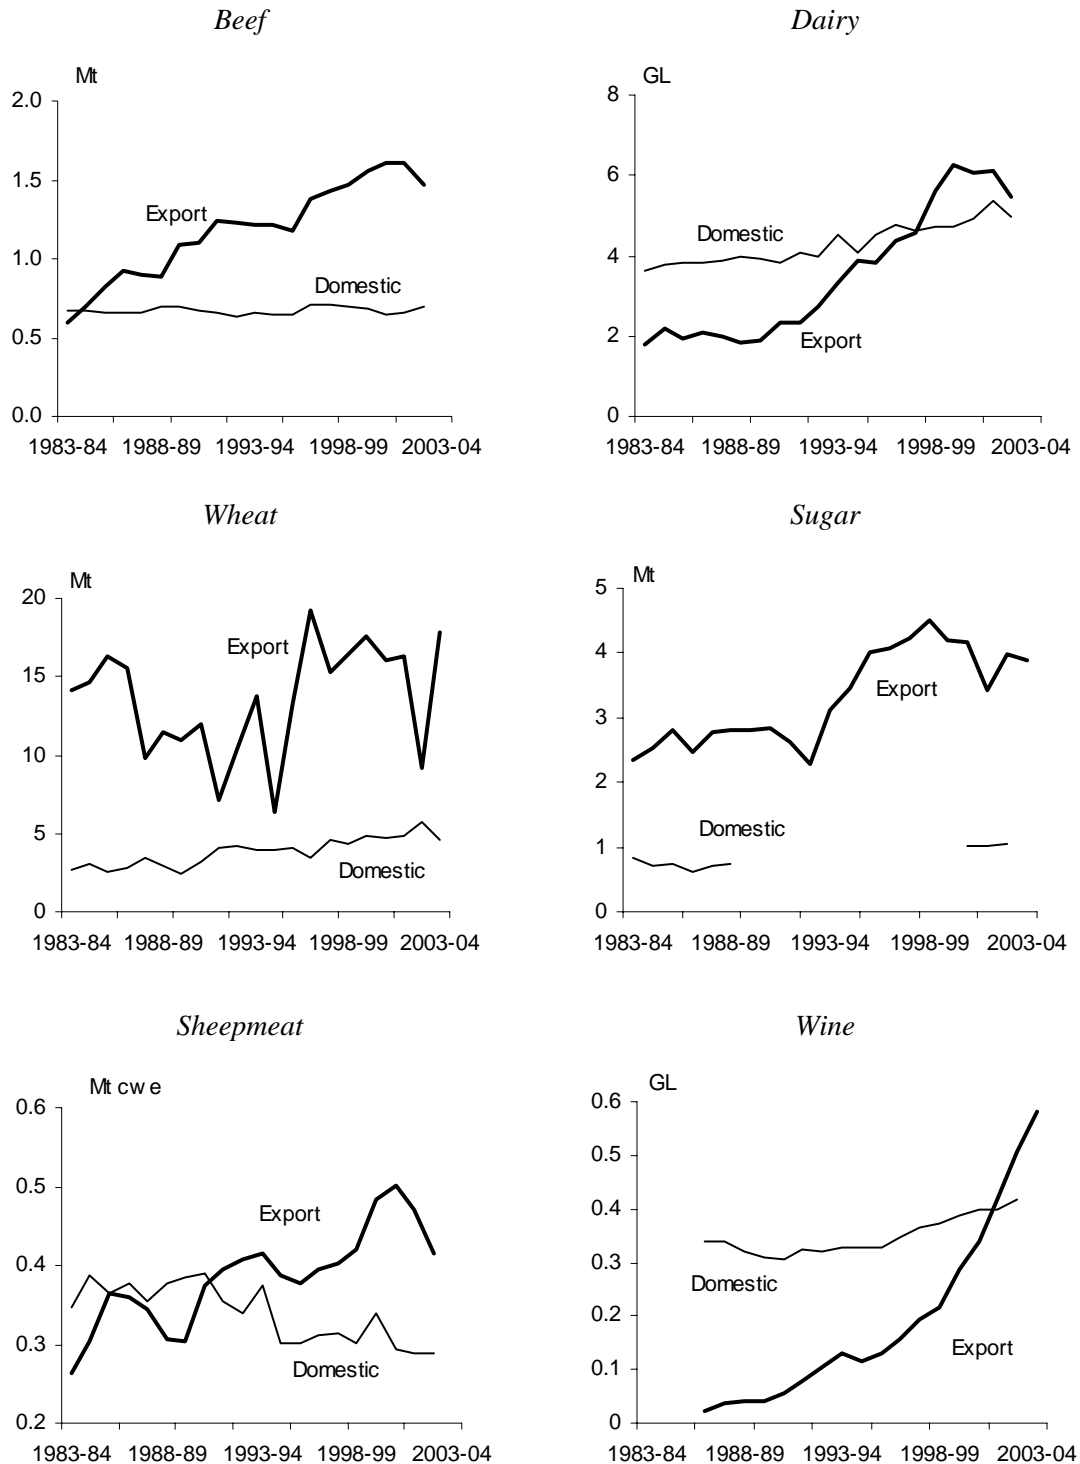 Beef
Mt
2.0
1.5
1.0
0.5
0.0
Export
Domestic
1983-84 1988-89 1993-94 1998-99 2003-04
Dairy
GL
8
6
4
2
0
Domestic
Export
1983-84 1988-89 1993-94 1998-99 2003-04
Wheat
Mt
20
15
10
5
0
Export
Domestic
1983-84 1988-89 1993-94 1998-99 2003-04
Sugar
Mt
5
4
3
2
1
0
Export
Domestic
1983-84 1988-89 1993-94 1998-99 2003-04
Sheepmeat
Mt cwe
0.6
0.5
0.4
0.3
0.2
Export
Domestic
1983-84 1988-89 1993-94 1998-99 2003-04
Wine
GL
0.6
0.5
0.4
0.3
0.2
0.1
0
Domestic
Export
1983-84 1988-89 1993-94 1998-99 2003-04